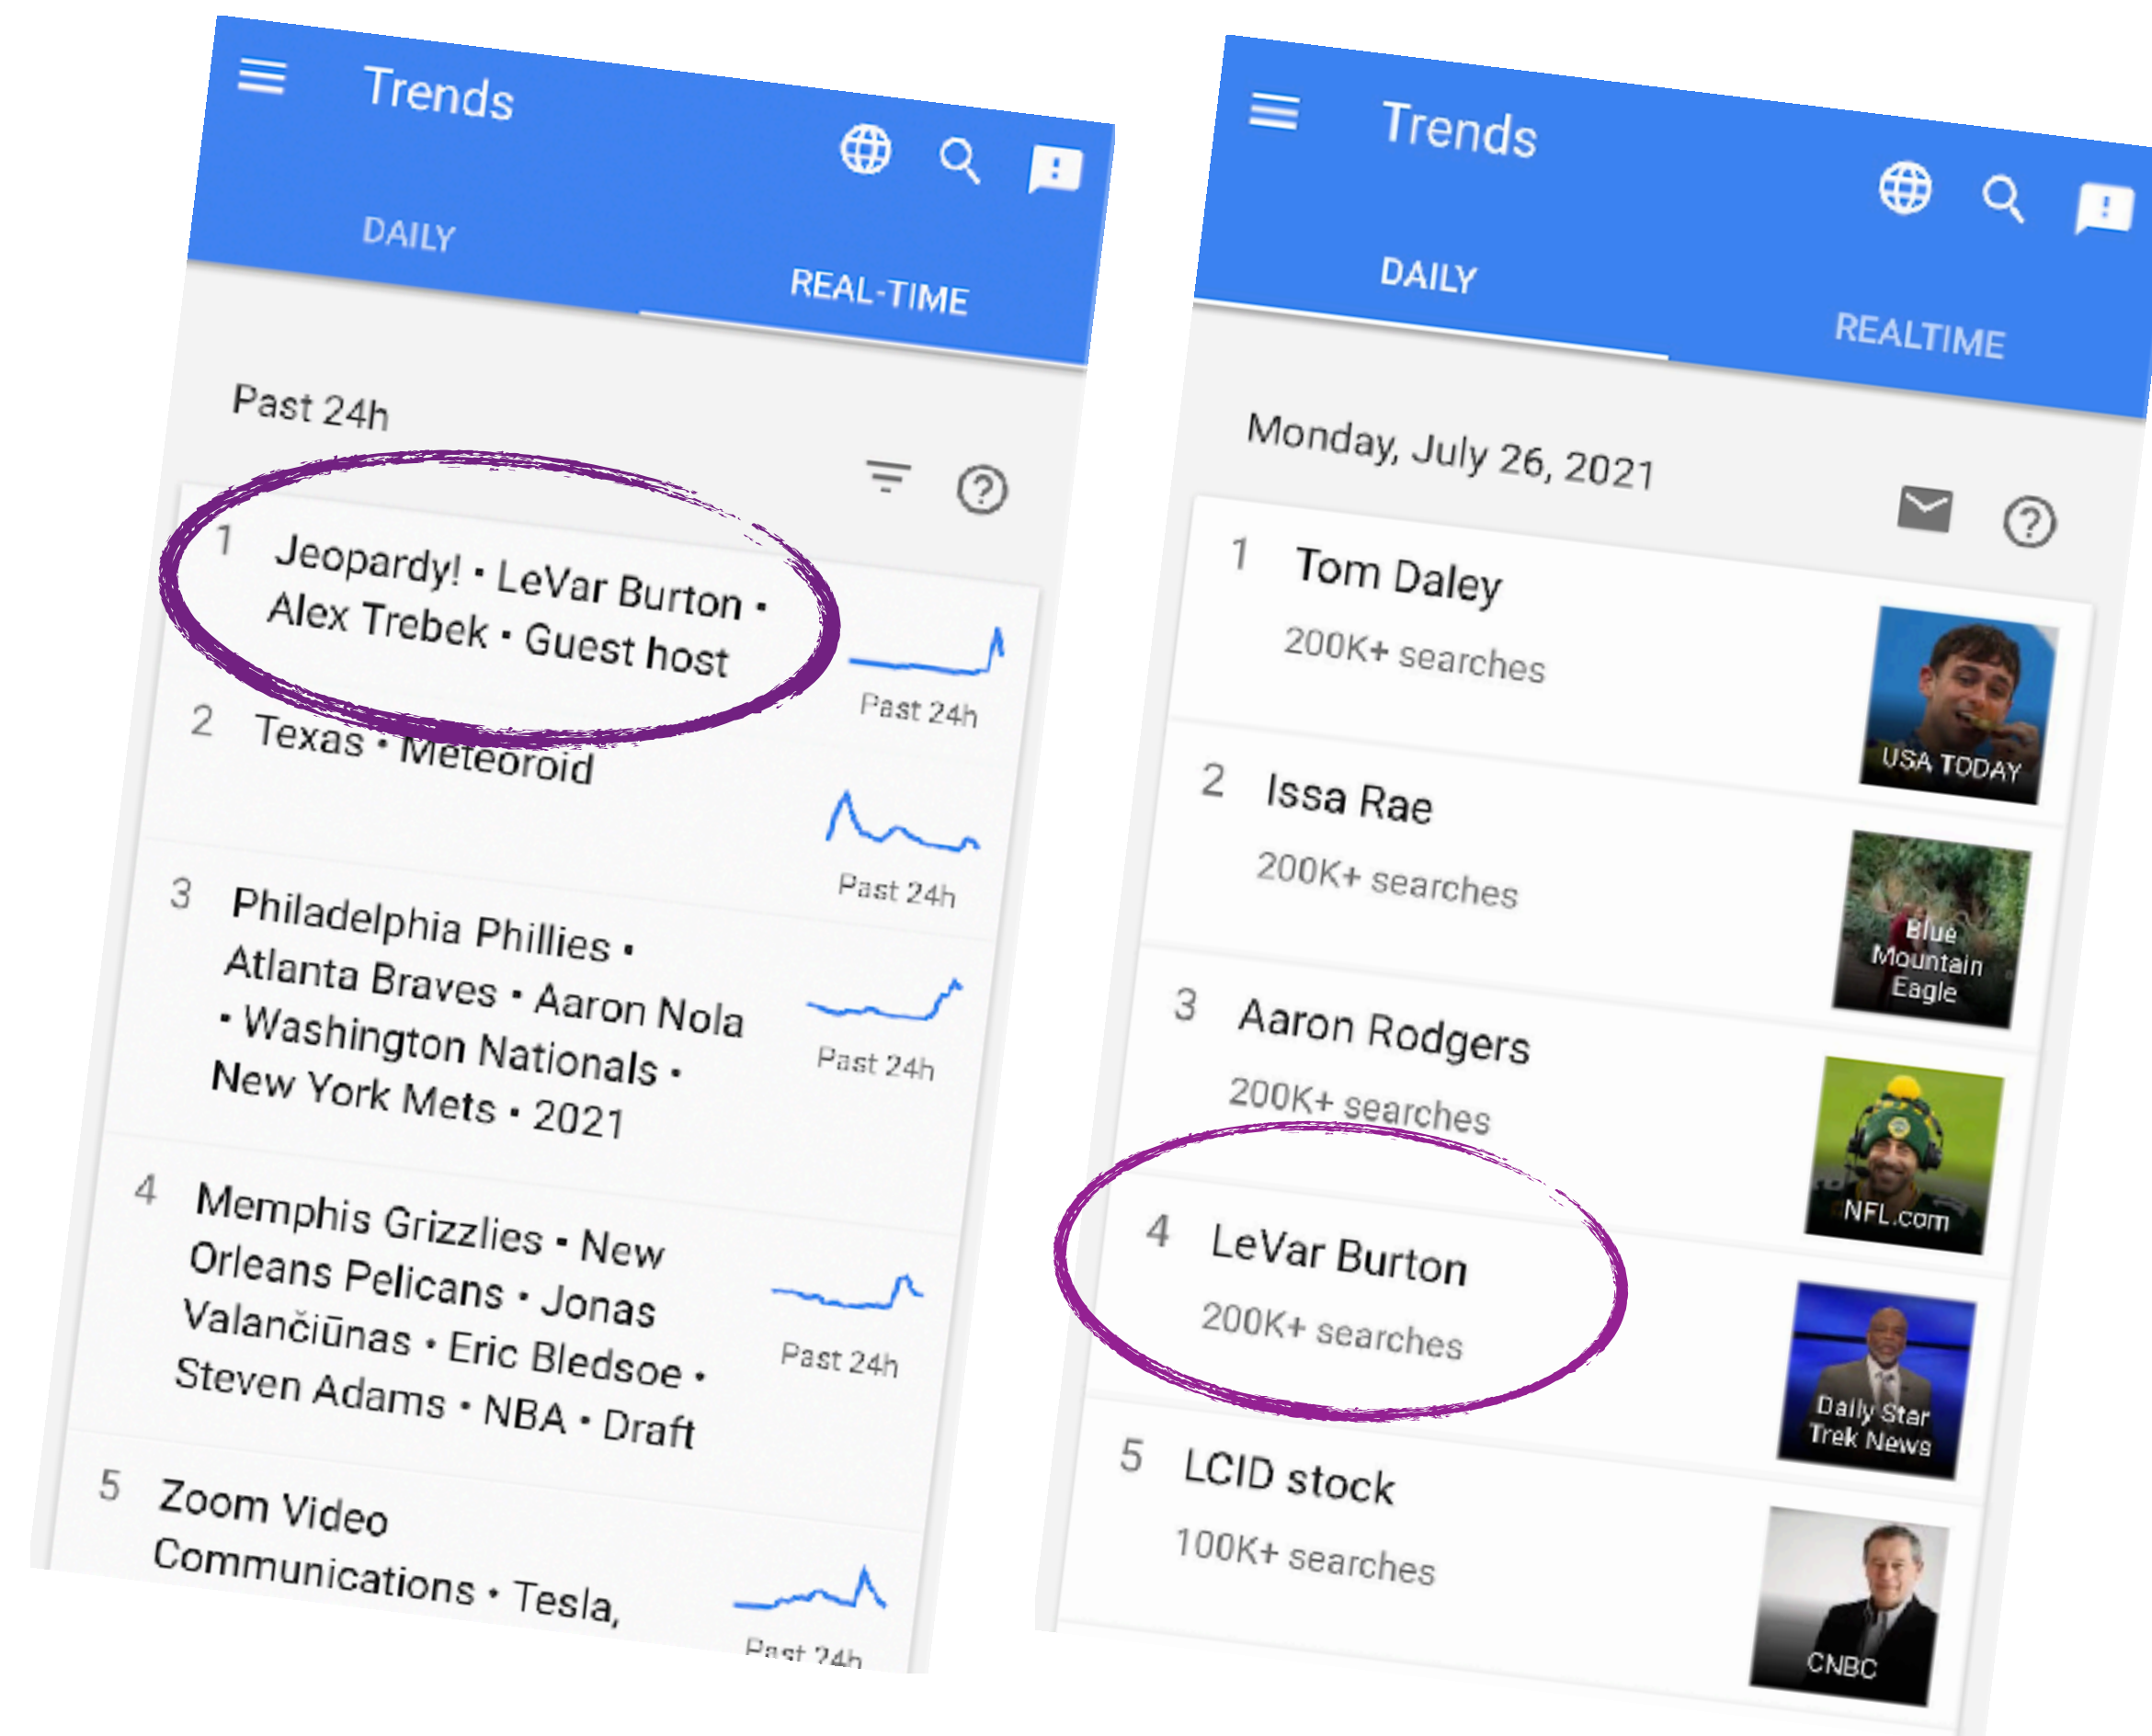 Trends
DAILY
REAL-TIME
Past 24h
1
Jeopardy! • LeVar Burton •
Alex Trebek • Guest host
Past 24h
2
Texas • Meteoroid
Past 24h
3
Philadelphia Phillies •
Atlanta Braves • Aaron Nola
• Washington Nationals •
New York Mets • 2021
Past 24h
4
Memphis Grizzlies • New
Orleans Pelicans • Jonas
Valančiūnas • Eric Bledsoe •
Steven Adams • NBA • Draft
Past 24h
5
Zoom Video
Communications • Tesla,
Past 24h
Trends
DAILY
REALTIME
Monday, July 26, 2021
1
Tom Daley
200K+ searches
USA TODAY
2
Issa Rae
200K+ searches
Blue
Mountain
Eagle
3
Aaron Rodgers
200K+ searches
NFL.com
4
LeVar Burton
200K+ searches
Daily Star
Trek News
5
LCID stock
100K+ searches
CNBC